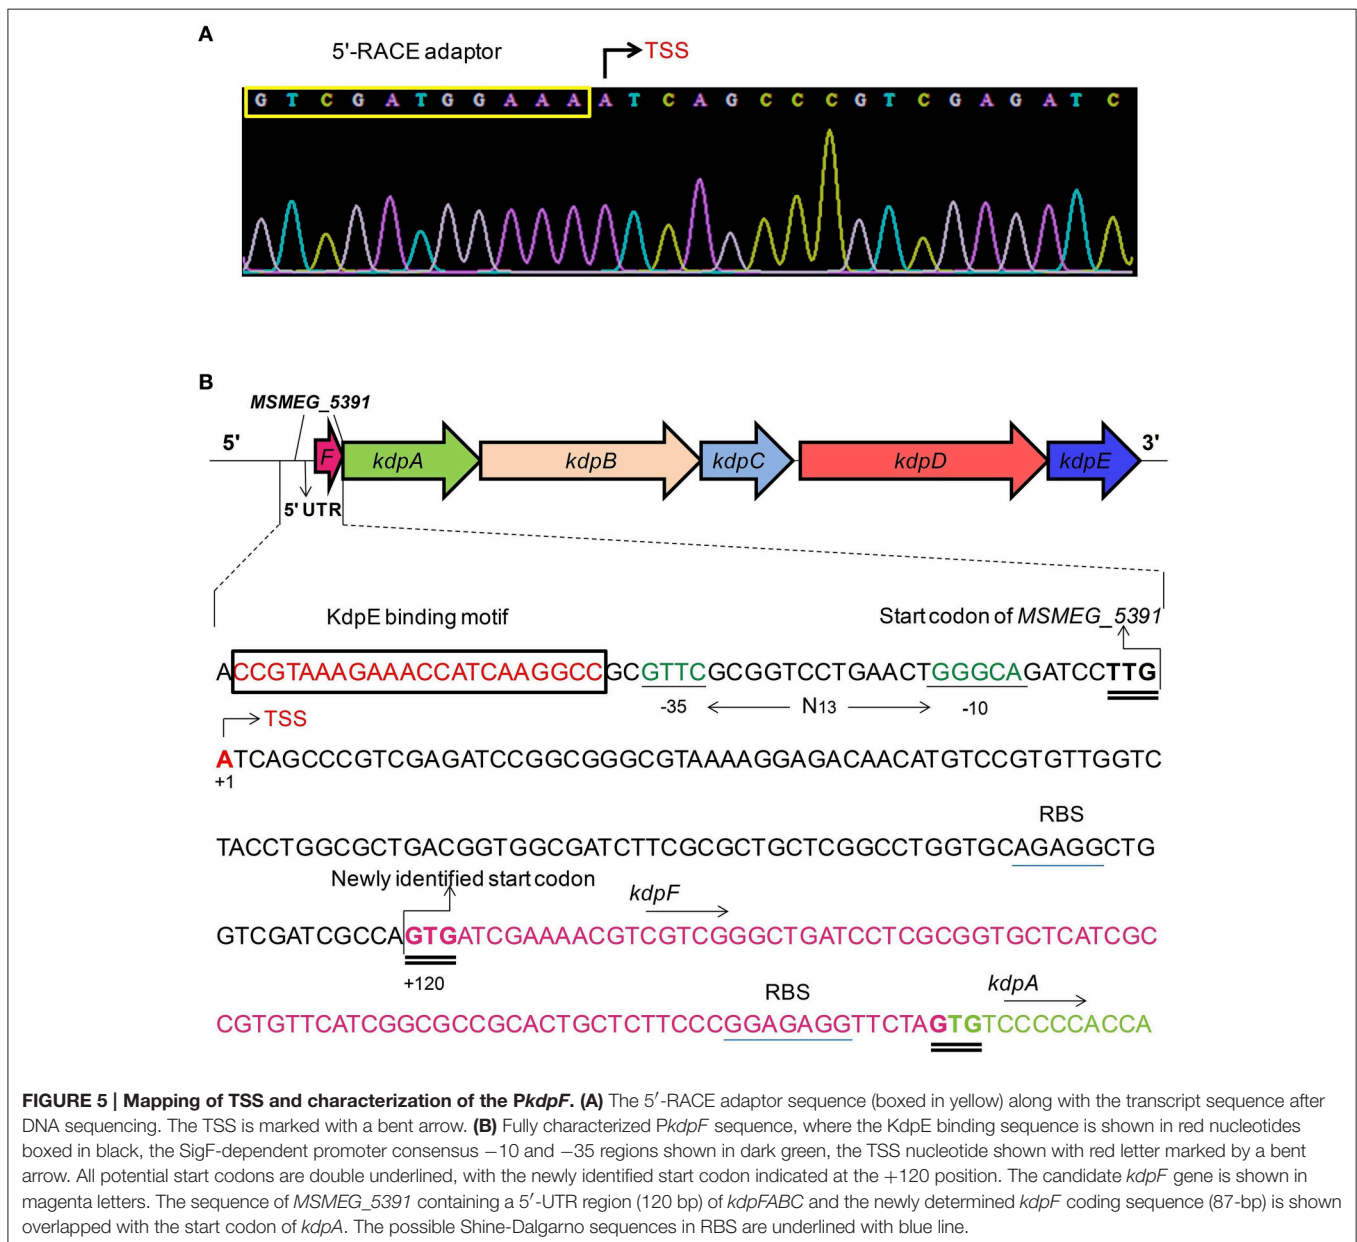 A
5'-RACE adaptor
TSS
G T C G A T G G A A A A T C A G C C C G T C G A G A T C
B
MSMEG_5391
5'
F
kdpA
kdpB
kdpC
kdpD
kdpE
3'
5' UTR
KdpE binding motif
Start codon of MSMEG_5391
ACCGTAAAGAAACCATCAAGGCCGCGTTCGCGGTCCTGAACTGGGCAGATCCTTG
-35
N13
-10
TSS
ATCAGCCCGTCGAGATCCGGCGGGCGTAAAAGGAGACAACATGTCCGTGTTGGTC
+1
RBS
TACCTGGCGCTGACGGTGGCGATCTTCGCGCTGCTCGGCCTGGTGCAGAGGCTG
Newly identified start codon
kdpF
GTCGATCGCCAGTGATCGAAAACGTCGTCGGGCTGATCCTCGCGGTGCTCATCGC
+120
RBS
kdpA
CGTGTTCATCGGCGCCGCACTGCTCTTCCCGGAGAGGTTCTAGTGTCCCCCACCA
FIGURE 5 | Mapping of TSS and characterization of the PkdpF. (A) The 5′-RACE adaptor sequence (boxed in yellow) along with the transcript sequence after
DNA sequencing. The TSS is marked with a bent arrow. (B) Fully characterized PkdpF sequence, where the KdpE binding sequence is shown in red nucleotides
boxed in black, the SigF-dependent promoter consensus −10 and −35 regions shown in dark green, the TSS nucleotide shown with red letter marked by a bent
arrow. All potential start codons are double underlined, with the newly identified start codon indicated at the +120 position. The candidate kdpF gene is shown in
magenta letters. The sequence of MSMEG_5391 containing a 5′-UTR region (120 bp) of kdpFABC and the newly determined kdpF coding sequence (87-bp) is shown
overlapped with the start codon of kdpA. The possible Shine-Dalgarno sequences in RBS are underlined with blue line.